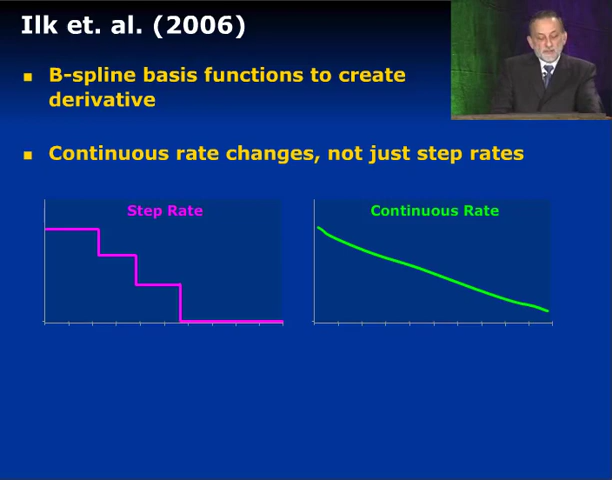 Ilk et. al. (2006)
B-spline basis functions to create
derivative
Continuous rate changes, not just step rates
Step Rate
Continuous Rate